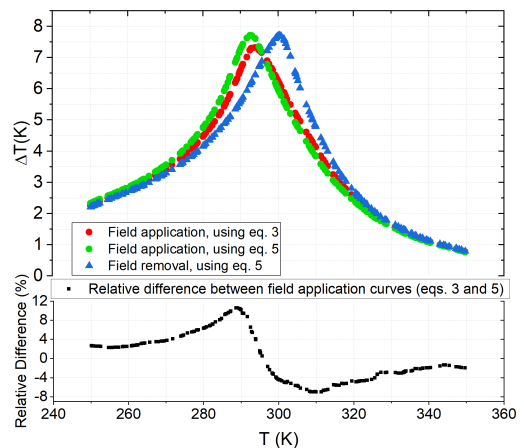 8
7
6
5
4
3
2
1
0
ΔT(K)
Field application, using eq. 3
Field application, using eq. 5
Field removal, using eq. 5
Relative difference between field application curves (eqs. 3 and 5)
12
8
4
0
-4
-8
Relative Difference (%)
240 260 280 300 320 340 360
T (K)